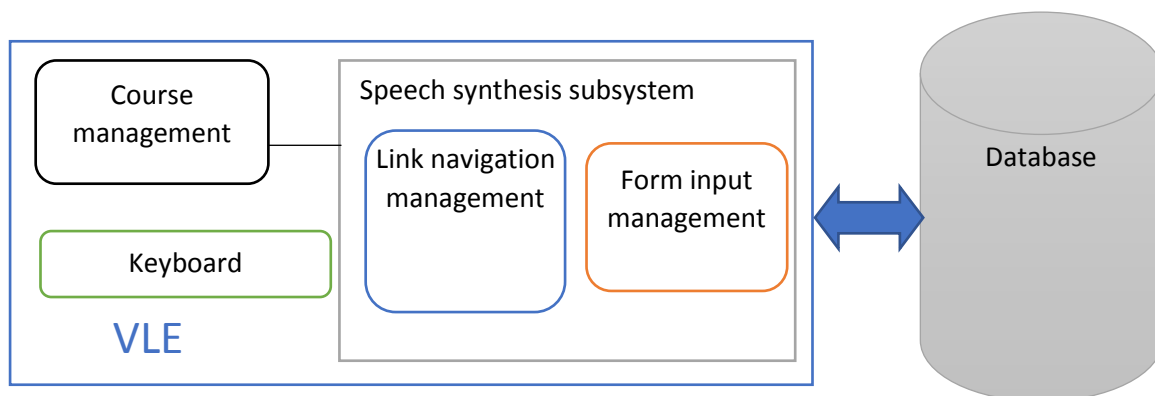 Course
management
Speech synthesis subsystem
Link navigation
management
Form input
management
Keyboard
VLE
Database